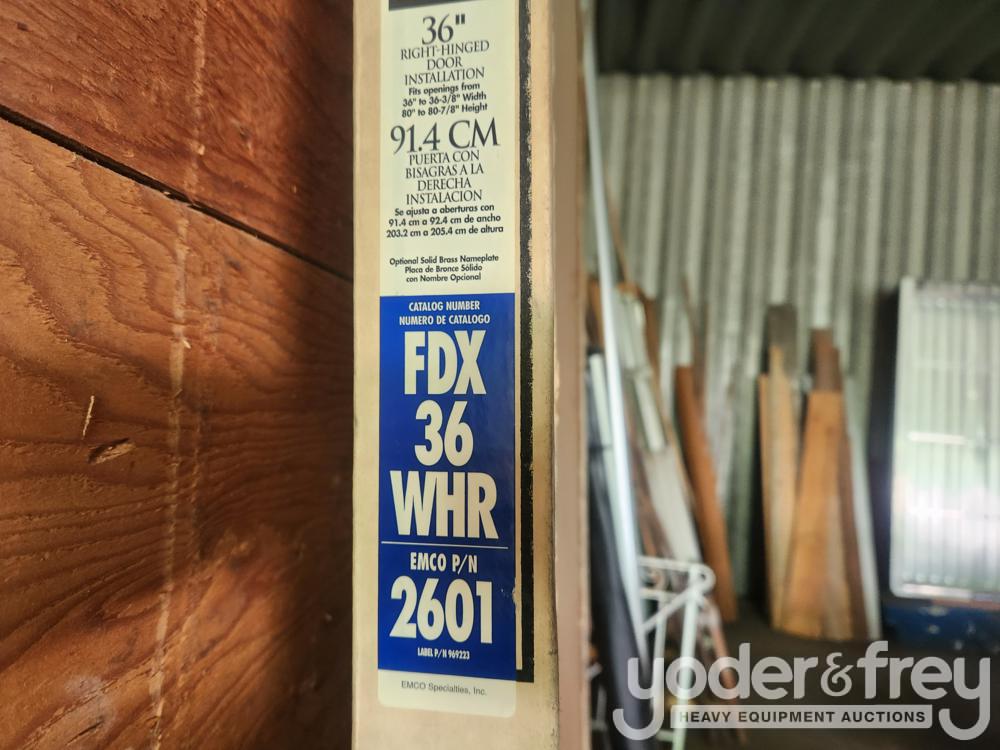 36"
RIGHT-HINGED
DOOR
INSTALLATION
Fits openings from
36" to 36-3/8" Width
80" to 80-7/8" Height
91.4 CM
PUERTA CON
BISAGRAS A LA
DERECHA
INSTALACION
Se ajusta a aberturas con
91.4 cm a 92.4 cm de ancho
203.2 cm a 205.4 cm de altura
Optional Solid Brass Nameplate
Placa de Bronce Sólido
con Nombre Opcional
CATALOG NUMBER
NUMERO DE CATALOGO
FDX
36
WHR
EMCO P/N
2601
LABEL P/N 969223
EMCO Specialties, Inc.
yoder&frey
HEAVY EQUIPMENT AUCTIONS